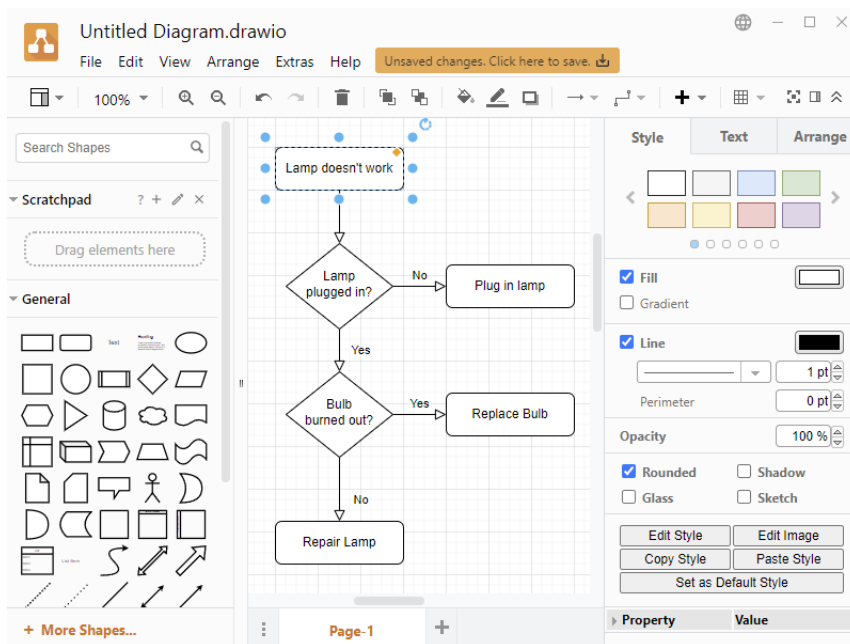 Untitled Diagram.drawio
File Edit View Arrange Extras Help Unsaved changes. Click here to save.
100%
Search Shapes
Scratchpad ?
Drag elements here
General
Text
Heading
List Item
+ More Shapes...
Lamp doesn't work
Lamp
plugged in?
No
Plug in lamp
Yes
Bulb
burned out?
Yes
Replace Bulb
No
Repair Lamp
Page-1
Style Text Arrange
Fill
Gradient
Line
1 pt
Perimeter 0 pt
Opacity 100 %
Rounded Shadow
Glass Sketch
Edit Style Edit Image
Copy Style Paste Style
Set as Default Style
Property Value